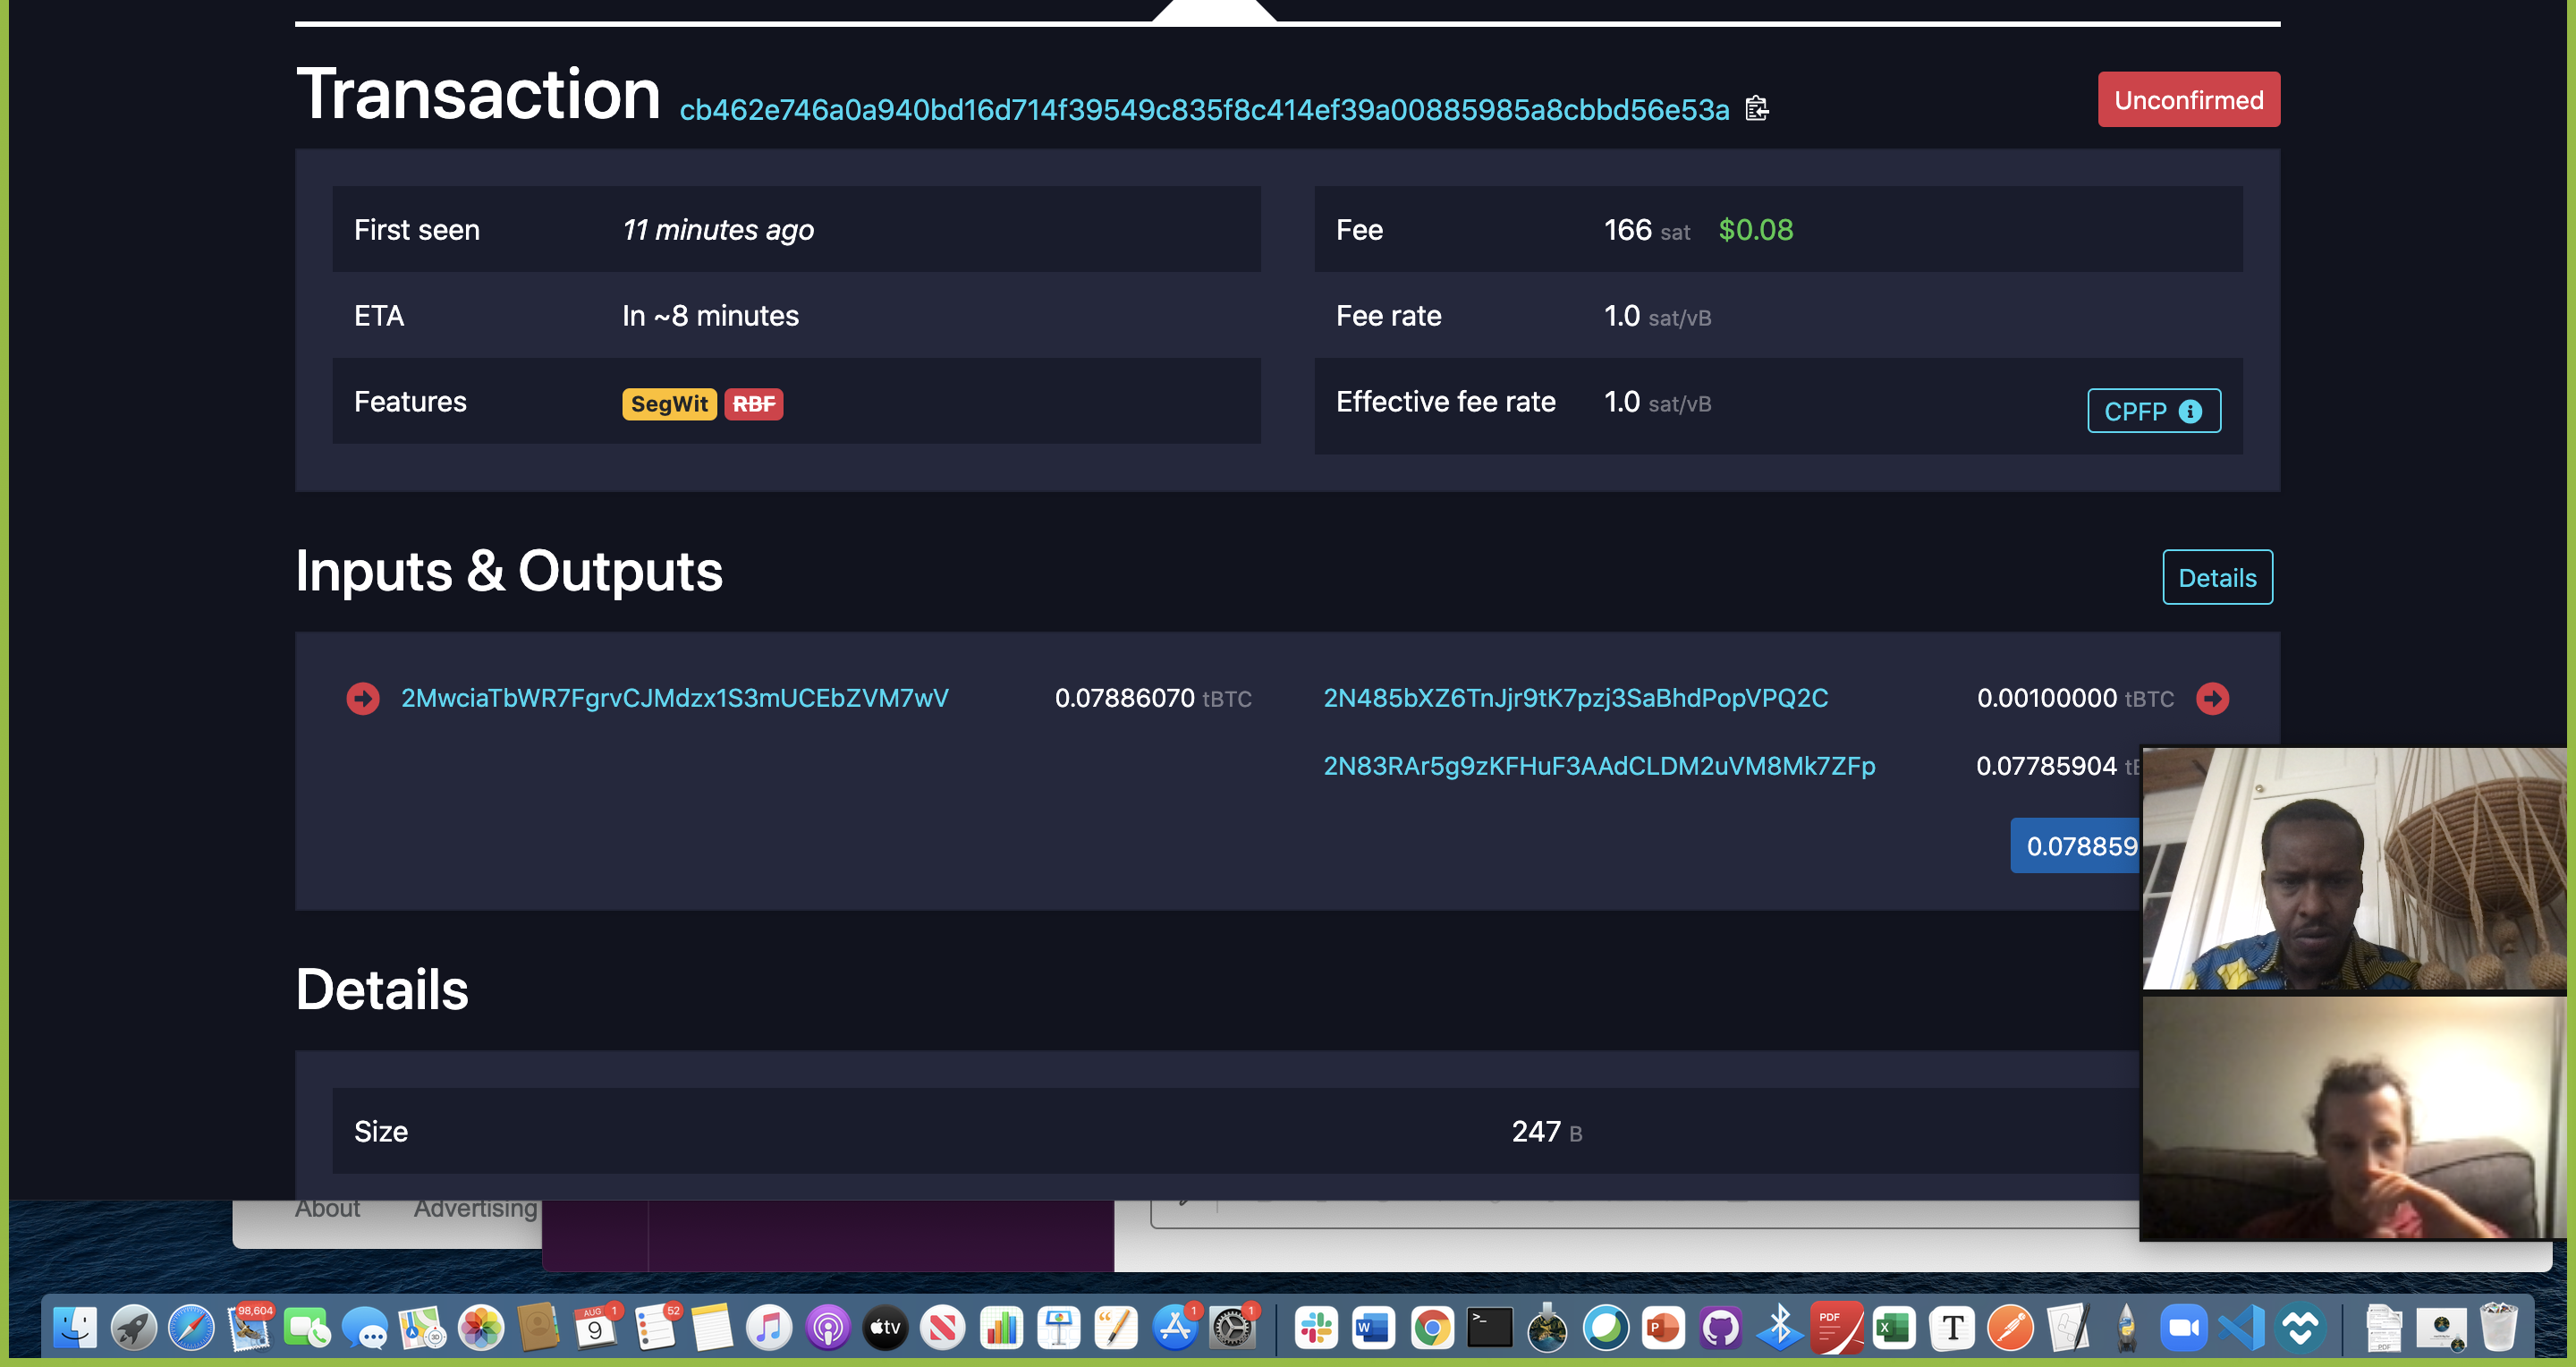 Transaction cb462e746a0a940bd16d714f39549c835f8c414ef39a00885985a8cbbd56e53a
Unconfirmed
First seen 11 minutes ago
ETA In ~8 minutes
Features SegWit RBF
Fee 166 sat $0.08
Fee rate 1.0 sat/vB
Effective fee rate 1.0 sat/vB CPFP
Inputs & Outputs
Details
2MwciaTbWR7FgrvCJMdzx1S3mUCEbZVM7wV 0.07886070 tBTC
2N485bXZ6TnJjr9tK7pzj3SaBhdPopVPQ2C 0.00100000 tBTC
2N83RAr5g9zKFHuF3AAdCLDM2uVM8Mk7ZFp 0.07785904
0.078859
Details
Size 247 B
About Advertising
98,604
AUG 9 1
52
tv
1
1
PDF
T